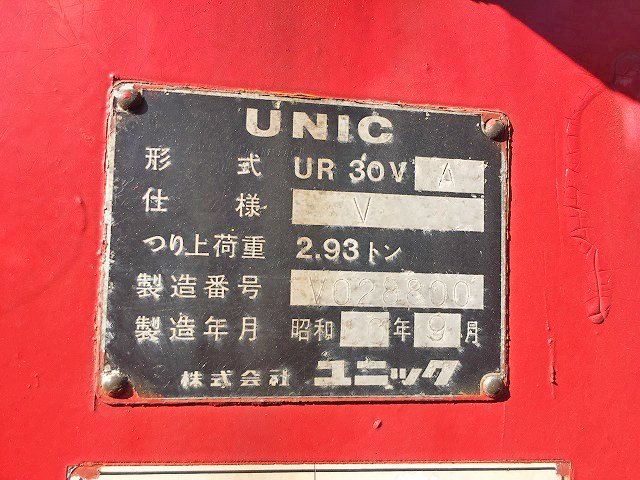 UNIC
形式 UR 30V A
仕様 V
つり上荷重 2.93トン
製造番号 V028800
製造年月 昭和 年9月
株式会社 ユニック